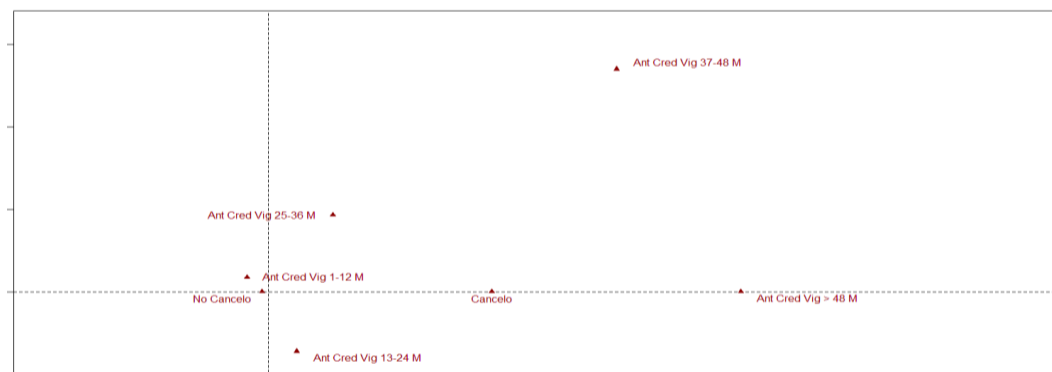 Ant Cred Vig 37-48 M
Ant Cred Vig 25-36 M
Ant Cred Vig 1-12 M
No Cancelo
Cancelo
Ant Cred Vig > 48 M
Ant Cred Vig 13-24 M